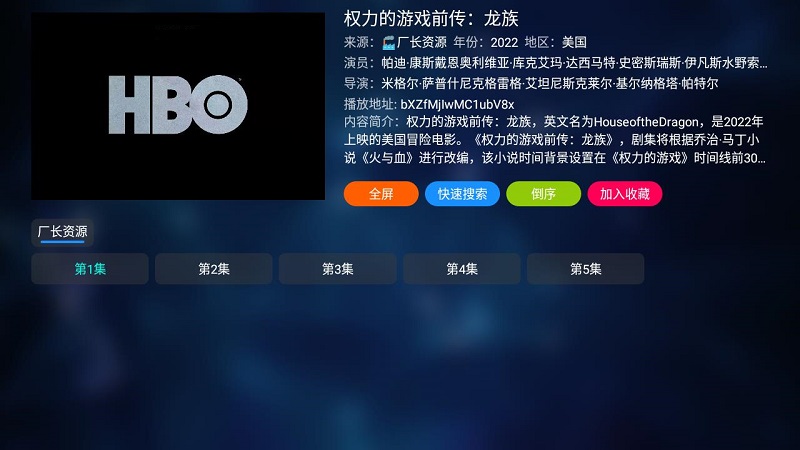 HBO
权力的游戏前传：龙族
来源：厂长资源 年份：2022 地区：美国
演员：帕迪·康斯戴恩奥利维亚·库克艾玛·达西马特·史密斯瑞斯·伊凡斯水野索…
导演：米格尔·萨普什尼克格雷格·艾坦尼斯克莱尔·基尔纳格塔·帕特尔
播放地址: bXZfMjIwMC1ubV8x
内容简介：权力的游戏前传：龙族，英文名为HouseoftheDragon，是2022年
上映的美国冒险电影。《权力的游戏前传：龙族》，剧集将根据乔治·马丁小
说《火与血》进行改编，该小说时间背景设置在《权力的游戏》时间线前30…
全屏 快速搜索 倒序 加入收藏
厂长资源
第1集 第2集 第3集 第4集 第5集